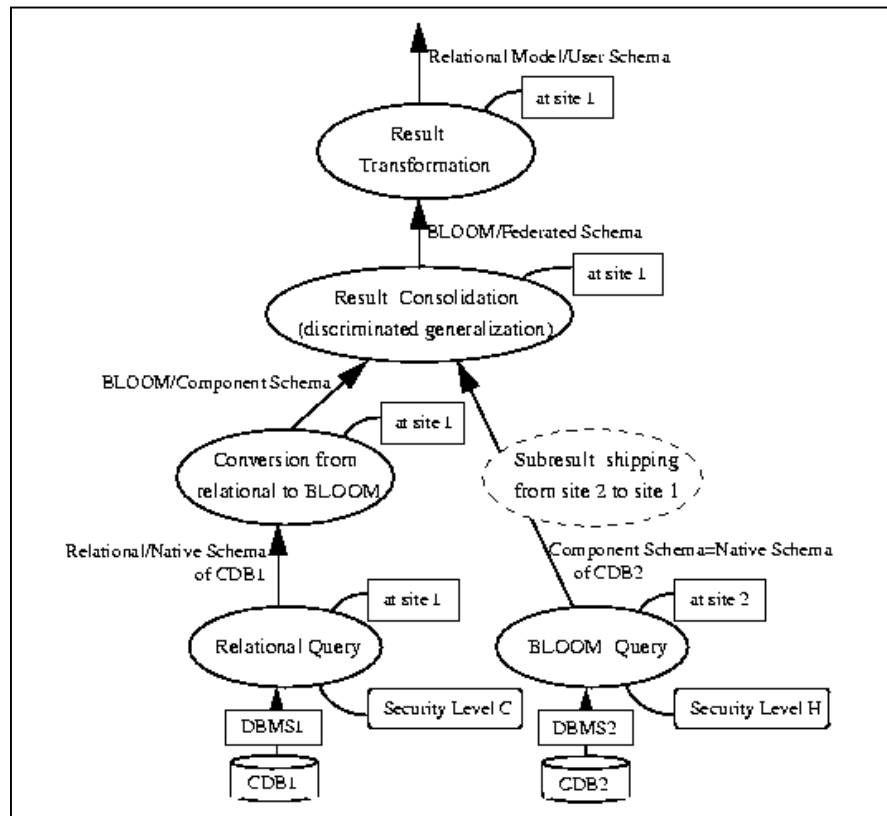 Relational Model/User Schema
at site 1
Result
Transformation
BLOOM/Federated Schema
at site 1
Result Consolidation
(discriminated generalization)
BLOOM/Component Schema
at site 1
Conversion from
relational to BLOOM
Subresult shipping
from site 2 to site 1
Relational/Native Schema
of CDB1
Component Schema=Native Schema
of CDB2
at site 1
at site 2
Relational Query
BLOOM Query
Security Level C
Security Level H
DBMS1
DBMS2
CDB1
CDB2